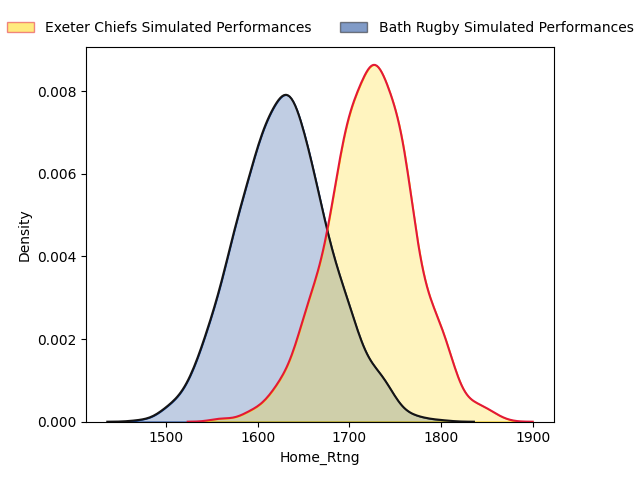 Exeter Chiefs Simulated Performances Bath Rugby Simulated Performances
0.008
0.006
0.004
0.002
0.000
Density
1500 1600 1700 1800 1900
Home_Rtng